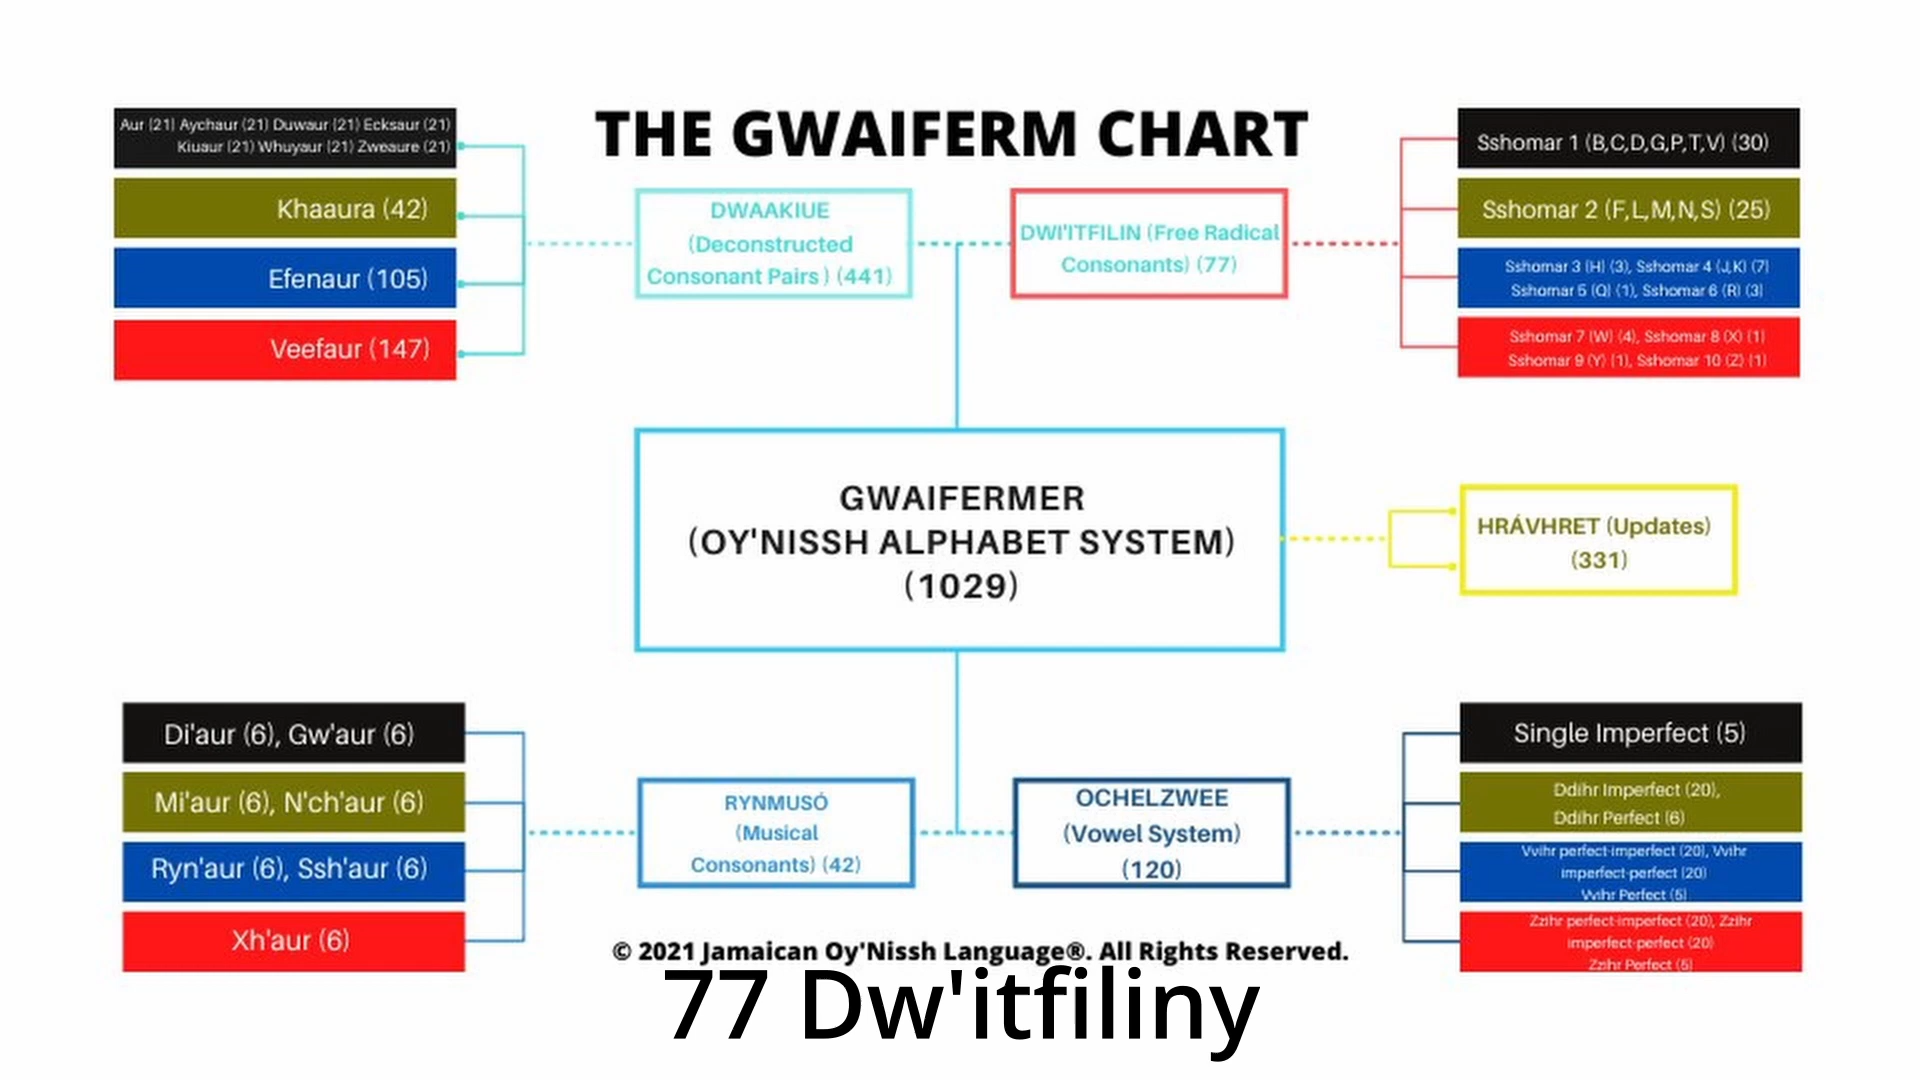 THE GWAIFERM CHART
Aur (21) Aychaur (21) Duwaur (21) Ecksaur (21)
Kiuaur (21) Whuyaur (21) Zweaure (21)
Khaaura (42)
Efenaur (105)
Veefaur (147)
DWAAKIUE
(Deconstructed
Consonant Pairs ) (441)
DWI'ITFILIN (Free Radical
Consonants) (77)
Sshomar 1 (B,C,D,G,P,T,V) (30)
Sshomar 2 (F,L,M,N,S) (25)
Sshomar 3 (H) (3), Sshomar 4 (J,K) (7)
Sshomar 5 (Q) (1), Sshomar 6 (R) (3)
Sshomar 7 (W) (4), Sshomar 8 (X) (1)
Sshomar 9 (Y) (1), Sshomar 10 (Z) (1)
GWAIFERMER
(OY'NISSH ALPHABET SYSTEM)
(1029)
HRÁVHRET (Updates)
(331)
Di'aur (6), Gw'aur (6)
Mi'aur (6), N'ch'aur (6)
Ryn'aur (6), Ssh'aur (6)
Xh'aur (6)
RYNMUSÓ
(Musical
Consonants) (42)
OCHELZWEE
(Vowel System)
(120)
Single Imperfect (5)
Ddihr Imperfect (20),
Ddihr Perfect (6)
Vvihr perfect-imperfect (20), Vvihr
imperfect-perfect (20)
Vvihr Perfect (5)
Zzihr perfect-imperfect (20), Zzihr
imperfect-perfect (20)
Zzihr Perfect (5)
© 2021 Jamaican Oy'Nissh Language®. All Rights Reserved.
77 Dw'itfiliny